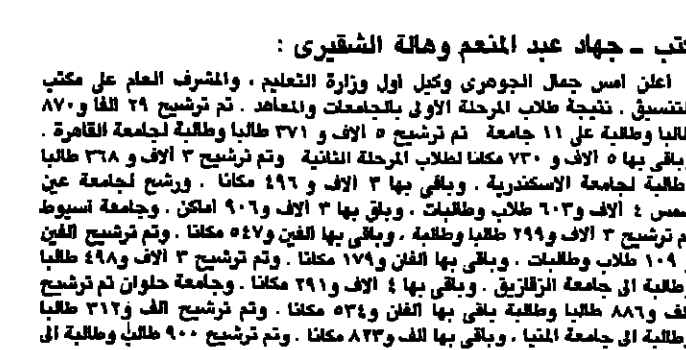 كتب ـ جهاد عبد المنعم وهالة الشقيرى :
اعلن امس جمال الجوهرى وكيل اول وزارة التعليم ، والمشرف العام على مكتب
التنسيق . نتيجة طلاب المرحلة الاولى بالجامعات والمعاهد . تم ترشيح ٢٩ الفا و٨٧٠
طالبا وطالبة على ١١ جامعة تم ترشيح ٥ الاف و ٣٧١ طالبا وطالبة لجامعة القاهرة .
وباقى بها ٥ الاف و ٧٣٠ مكانا لطلاب المرحلة الثانية وتم ترشيح ٣ الاف و ٣٦٨ طالبا
وطالبة لجامعة الاسكندرية . وباقى بها ٣ الاف و ٤٩٦ مكانا . ورشح لجامعة عين
شمس ٤ الاف و٦٠٣ طلاب وطالبات . وباق بها ٣ الاف و٩٠٦ اماكن . وجامعة اسيوط
تم ترشيح ٣ الاف و٢٩٩ طالبا وطالبة ، وباقى بها الفين و٥٤٧ مكانا . وتم ترشيح الفين
و ١٠٩ طلاب وطالبات . وباقى بها الفان و١٧٩ مكانا . وتم ترشيح ٣ الاف و٤٩٨ طالبا
وطالبة الى جامعة الزقازيق . وباقى بها ٤ الاف و٢٩١ مكانا . وجامعة حلوان تم ترشيح
الف و٨٨٦ طالبا وطالبة باقى بها الفان و٥٣٤ مكانا . وتم ترشيح الف و٣١٢ طالبا
وطالبة الى جامعة المنيا ، وباقى بها الف و٨٢٣ مكانا . وتم ترشيح ٩٠٠ طالب وطالبة الى